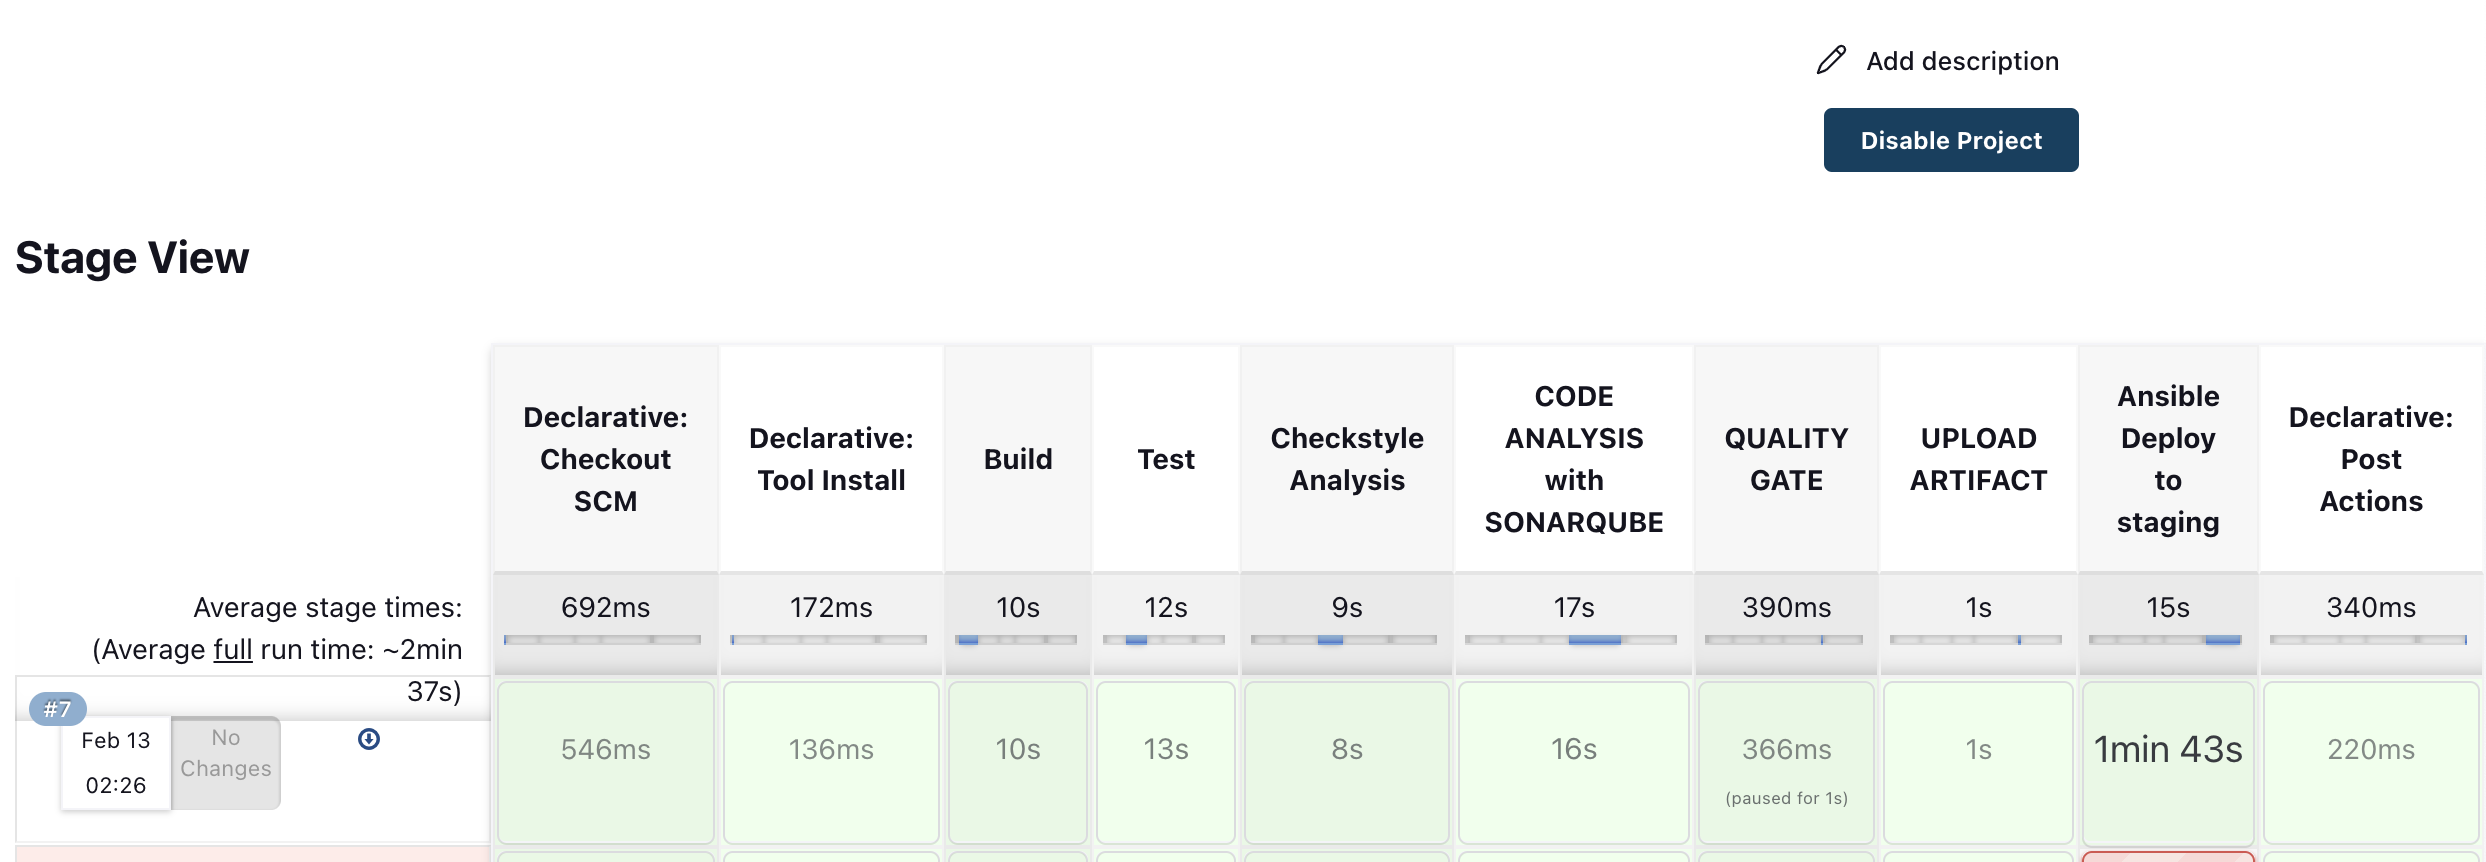 Add description
Disable Project
Stage View
Declarative:
Checkout
SCM
Declarative:
Tool Install
Build
Test
Checkstyle
Analysis
CODE
ANALYSIS
with
SONARQUBE
QUALITY
GATE
UPLOAD
ARTIFACT
Ansible
Deploy
to
staging
Declarative:
Post
Actions
Average stage times:
(Average full run time: ~2min
37s)
692ms
172ms
10s
12s
9s
17s
390ms
1s
15s
340ms
#7
Feb 13
02:26
No
Changes
546ms
136ms
10s
13s
8s
16s
366ms
(paused for 1s)
1s
1min 43s
220ms